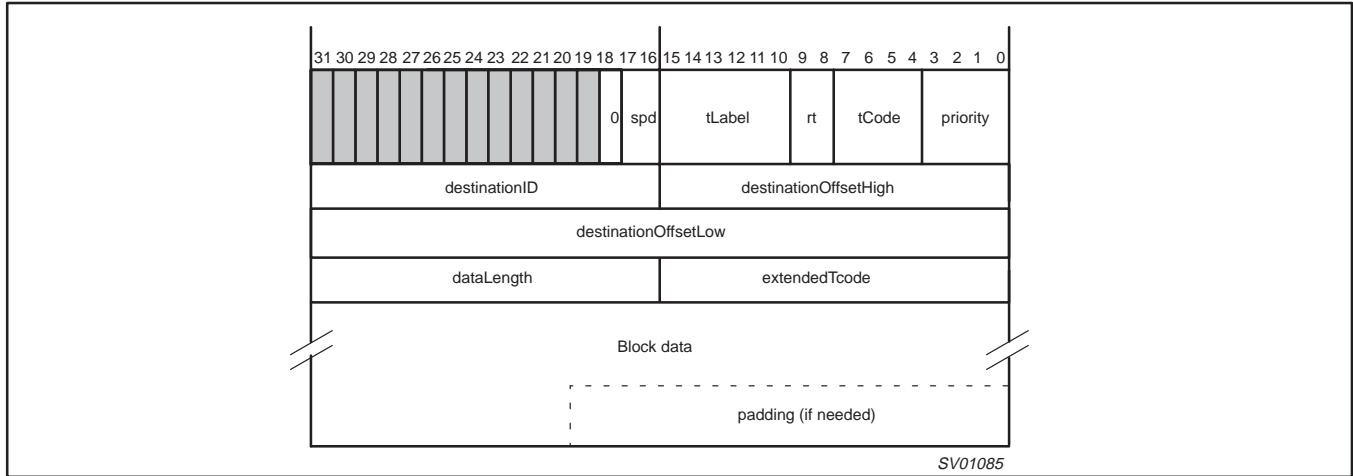 31 30 29 28 27 26 25 24 23 22 21 20 19 18 17 16 15 14 13 12 11 10 9 8 7 6 5 4 3 2 1 0
0 spd tLabel rt tCode priority
destinationID destinationOffsetHigh
destinationOffsetLow
dataLength extendedTcode
Block data
padding (if needed)
SV01085